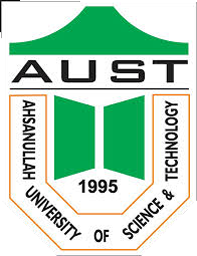 AUST
1995
AHSANULLAH UNIVERSITY OF SCIENCE & TECHNOLOGY